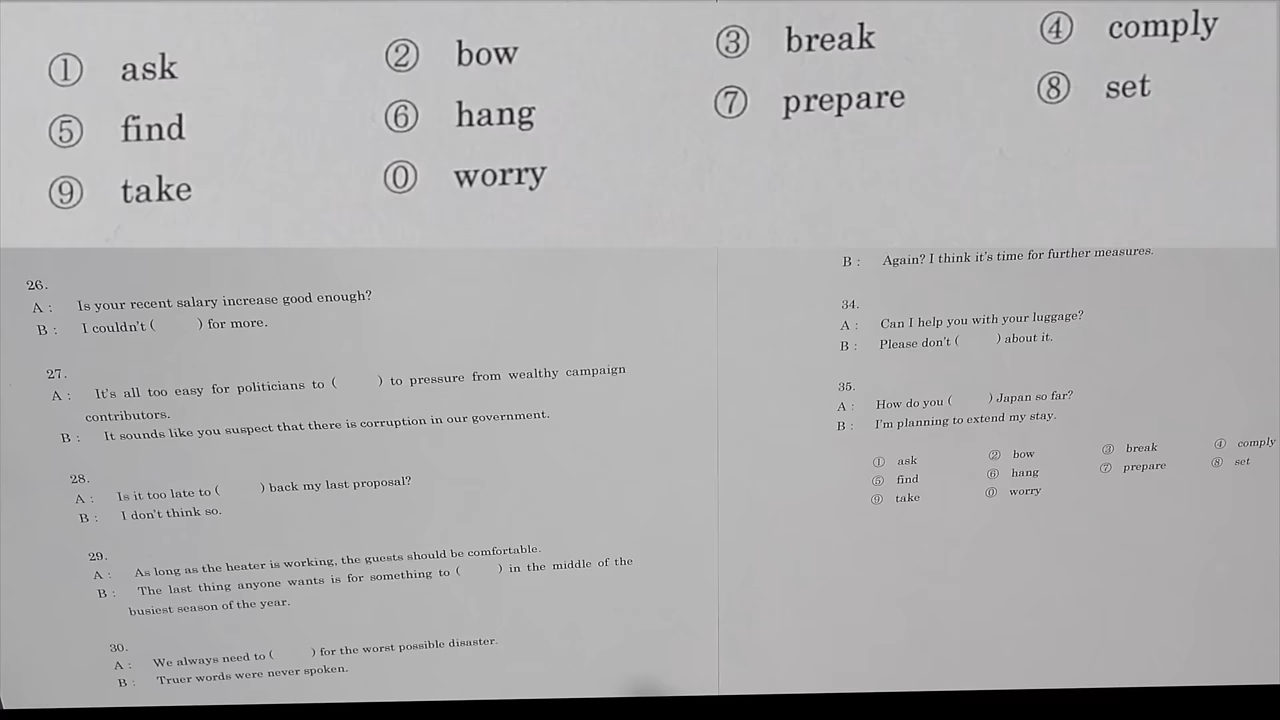 ① ask ② bow ③ break ④ comply
⑤ find ⑥ hang ⑦ prepare ⑧ set
⑨ take ⓪ worry
26.
A : Is your recent salary increase good enough?
B : I couldn't ( ) for more.
27.
A : It's all too easy for politicians to ( ) to pressure from wealthy campaign
contributors.
B : It sounds like you suspect that there is corruption in our government.
28.
A : Is it too late to ( ) back my last proposal?
B : I don't think so.
29.
A : As long as the heater is working, the guests should be comfortable.
B : The last thing anyone wants is for something to ( ) in the middle of the
busiest season of the year.
30.
A : We always need to ( ) for the worst possible disaster.
B : Truer words were never spoken.
B : Again? I think it's time for further measures.
34.
A : Can I help you with your luggage?
B : Please don't ( ) about it.
35.
A : How do you ( ) Japan so far?
B : I'm planning to extend my stay.
① ask ② bow ③ break ④ comply
⑤ find ⑥ hang ⑦ prepare ⑧ set
⑨ take ⓪ worry